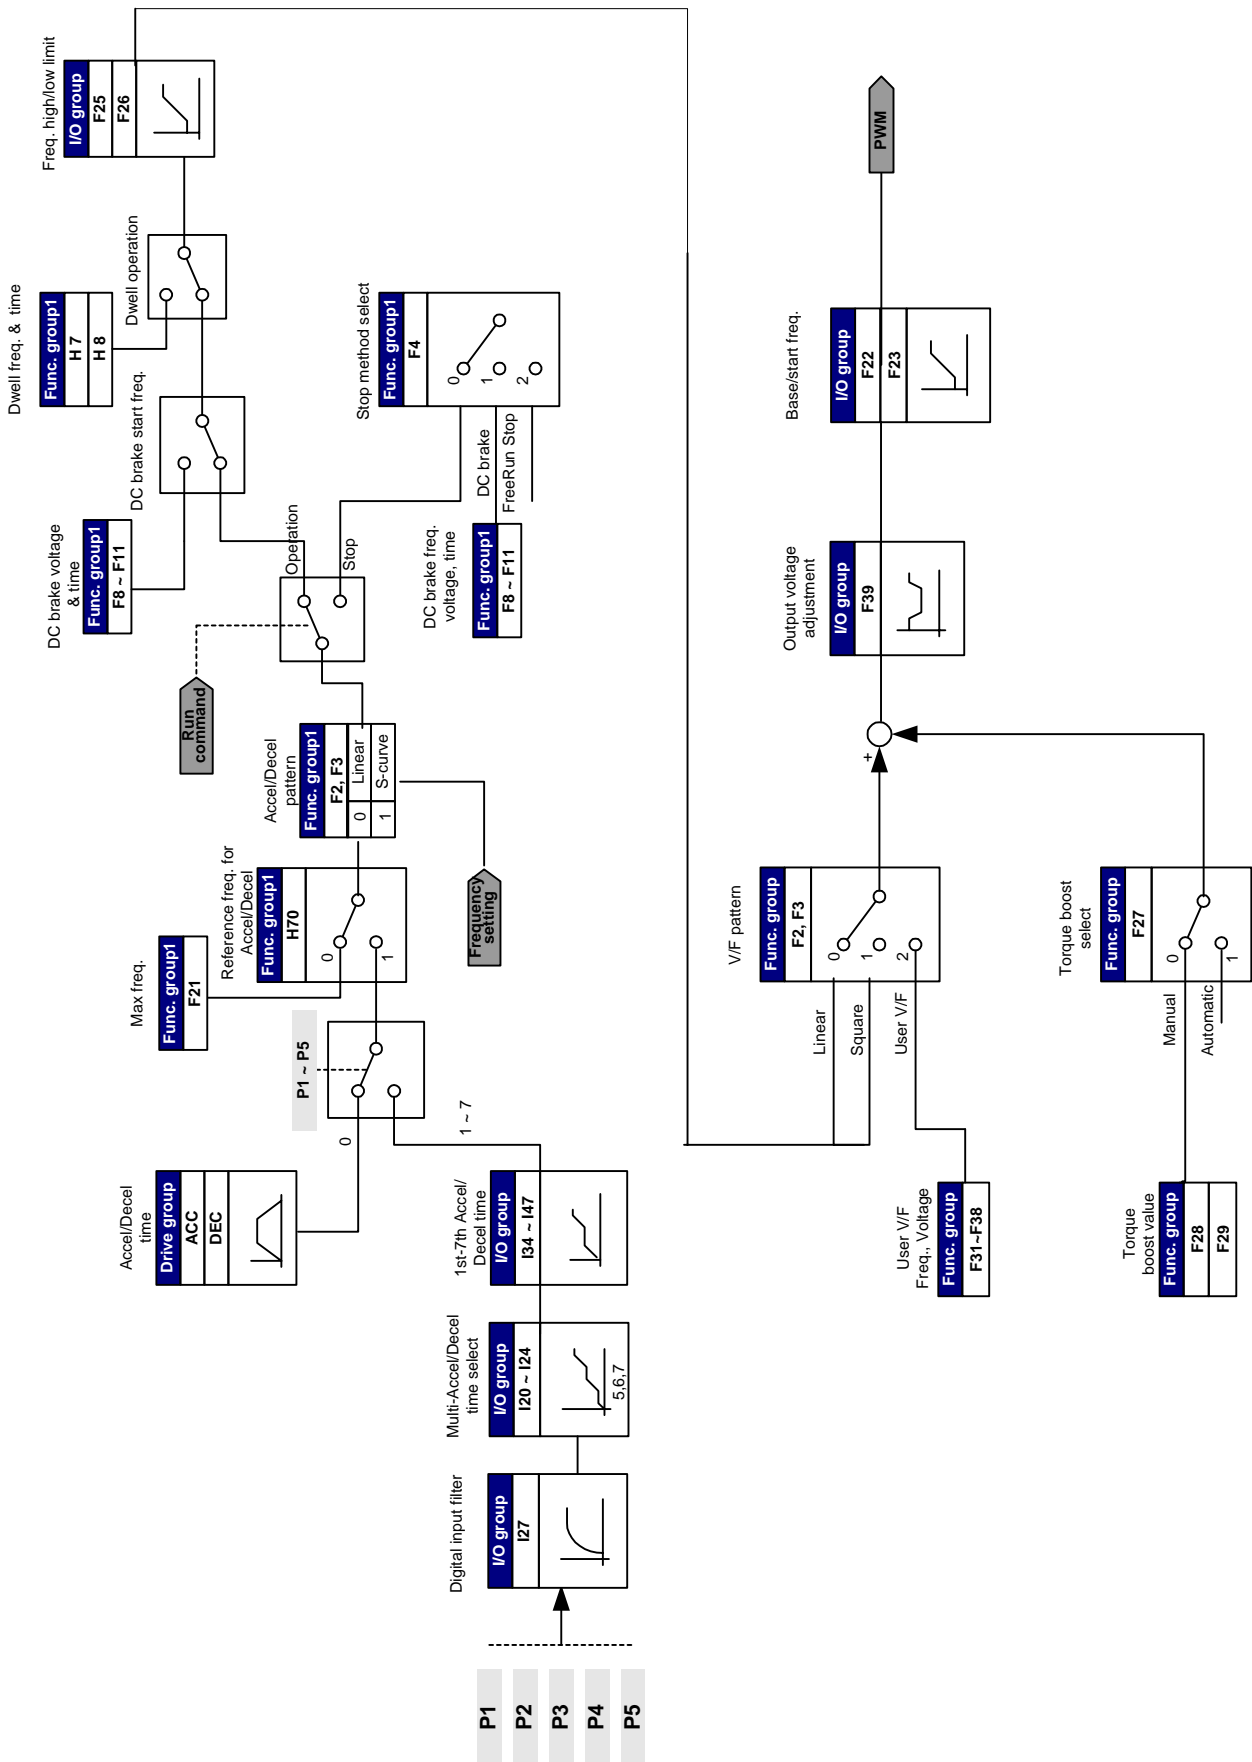 P1
P2
P3
P4
P5
Digital input filter
I/O group
I27
Multi-Accel/Decel
time select
I/O group
I20 ~ I24
5,6,7
1st-7th Accel/
Decel time
I/O group
I34 ~ I47
Accel/Decel
time
Drive group
ACC
DEC
0
1 ~ 7
P1 ~ P5
Max freq.
Func. group1
F21
Reference freq. for
Accel/Decel
Func. group1
H70
0
1
Frequency
setting
Accel/Decel
pattern
Func. group1
F2, F3
0 Linear
1 S-curve
Run
command
Operation
Stop
DC brake voltage
& time
Func. group1
F8 ~ F11
DC brake start freq.
DC brake freq.
voltage, time
Func. group1
F8 ~ F11
DC brake
FreeRun Stop
Stop method select
Func. group1
F4
0
1
2
Dwell freq. & time
Func. group1
H 7
H 8
Dwell operation
Freq. high/low limit
I/O group
F25
F26
User V/F
Freq., Voltage
Func. group
F31~F38
Linear
Square
User V/F
V/F pattern
Func. group
F2, F3
0
1
2
Torque
boost value
Func. group
F28
F29
Manual
Automatic
Torque boost
select
Func. group
F27
0
1
+
Output voltage
adjustment
I/O group
F39
Base/start freq.
I/O group
F22
F23
PWM